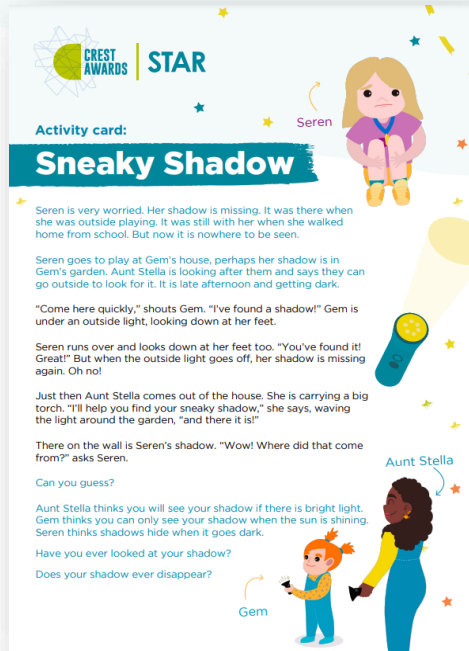 CREST
AWARDS
STAR
Seren
Activity card:
Sneaky Shadow
Seren is very worried. Her shadow is missing. It was there when
she was outside playing. It was still with her when she walked
home from school. But now it is nowhere to be seen.
Seren goes to play at Gem's house, perhaps her shadow is in
Gem's garden. Aunt Stella is looking after them and says they can
go outside to look for it. It is late afternoon and getting dark.
"Come here quickly," shouts Gem. "I've found a shadow!" Gem is
under an outside light, looking down at her feet.
Seren runs over and looks down at her feet too. "You've found it!
Great!" But when the outside light goes off, her shadow is missing
again. Oh no!
Just then Aunt Stella comes out of the house. She is carrying a big
torch. "I'll help you find your sneaky shadow," she says, waving
the light around the garden, "and there it is!"
There on the wall is Seren's shadow. "Wow! Where did that come
from?" asks Seren.
Aunt Stella
Can you guess?
Aunt Stella thinks you will see your shadow if there is bright light.
Gem thinks you can only see your shadow when the sun is shining.
Seren thinks shadows hide when it goes dark.
Have you ever looked at your shadow?
Does your shadow ever disappear?
Gem